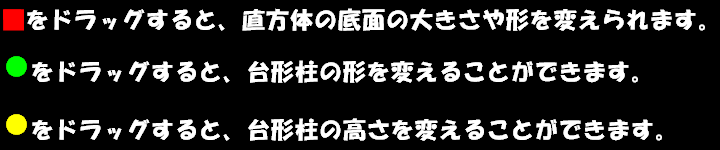 ■をドラッグすると、直方体の底面の大きさや形を変えられます。
●をドラッグすると、台形柱の形を変えることができます。
●をドラッグすると、台形柱の高さを変えることができます。